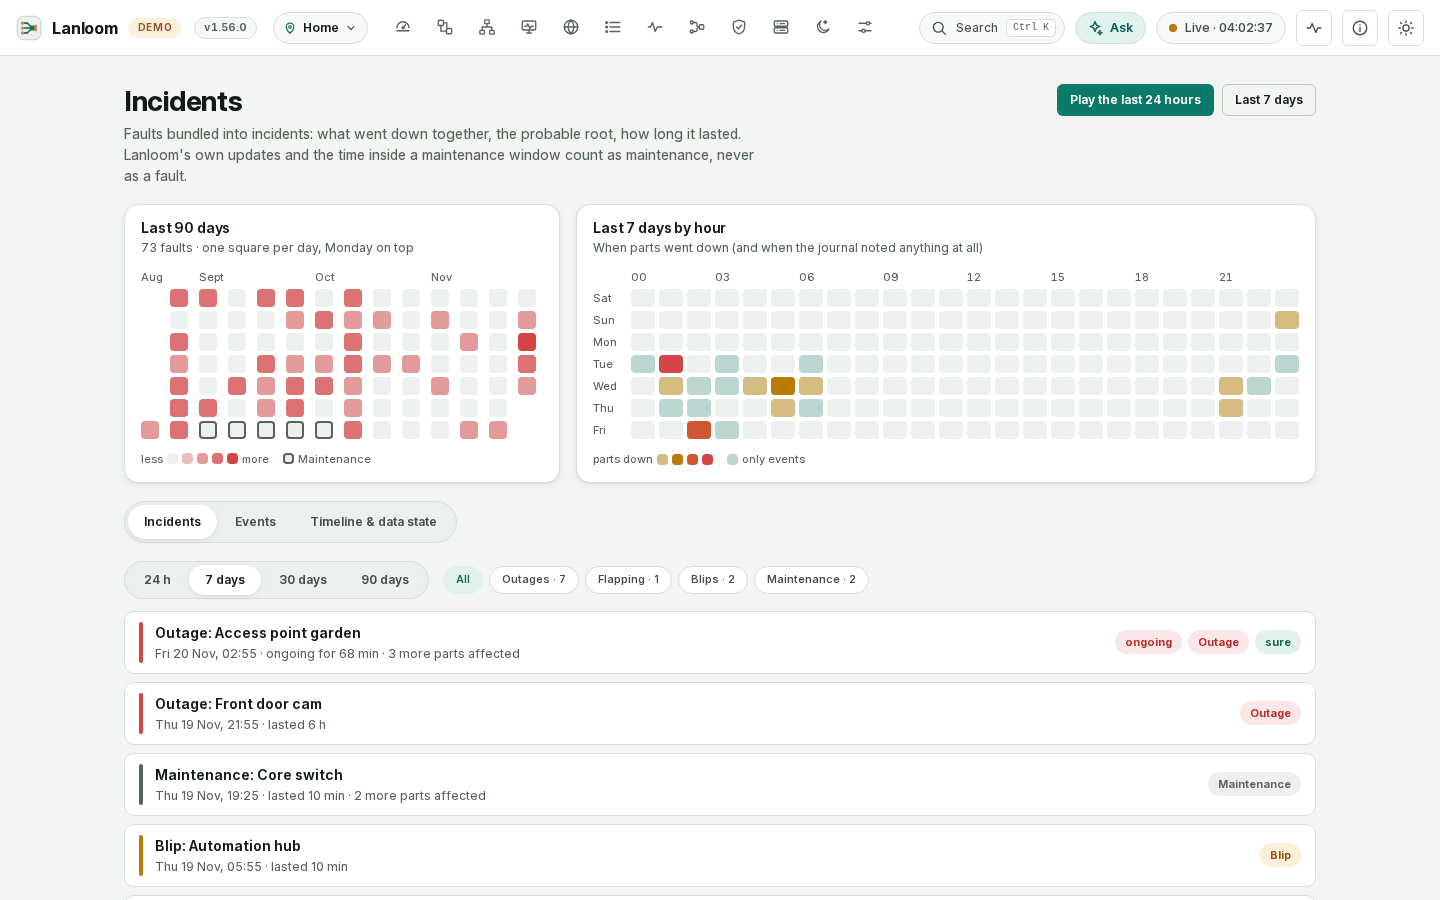 Lanloom DEMO v1.56.0 Home Search Ctrl K Ask Live · 04:02:37
Incidents
Play the last 24 hours Last 7 days
Faults bundled into incidents: what went down together, the probable root, how long it lasted.
Lanloom's own updates and the time inside a maintenance window count as maintenance, never
as a fault.
Last 90 days
73 faults · one square per day, Monday on top
Aug Sept Oct Nov
less more Maintenance
Last 7 days by hour
When parts went down (and when the journal noted anything at all)
00 03 06 09 12 15 18 21
Sat
Sun
Mon
Tue
Wed
Thu
Fri
parts down only events
Incidents Events Timeline & data state
24 h 7 days 30 days 90 days All Outages · 7 Flapping · 1 Blips · 2 Maintenance · 2
Outage: Access point garden
Fri 20 Nov, 02:55 · ongoing for 68 min · 3 more parts affected
ongoing Outage sure
Outage: Front door cam
Thu 19 Nov, 21:55 · lasted 6 h
Outage
Maintenance: Core switch
Thu 19 Nov, 19:25 · lasted 10 min · 2 more parts affected
Maintenance
Blip: Automation hub
Thu 19 Nov, 05:55 · lasted 10 min
Blip